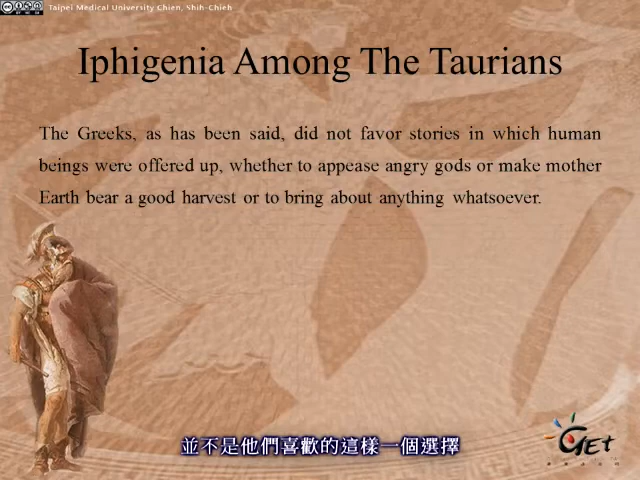 Taipei Medical University Chien, Shih-Chieh
Iphigenia Among The Taurians
The Greeks, as has been said, did not favor stories in which human
beings were offered up, whether to appease angry gods or make mother
Earth bear a good harvest or to bring about anything whatsoever.
並不是他們喜歡的這樣一個選擇
GET